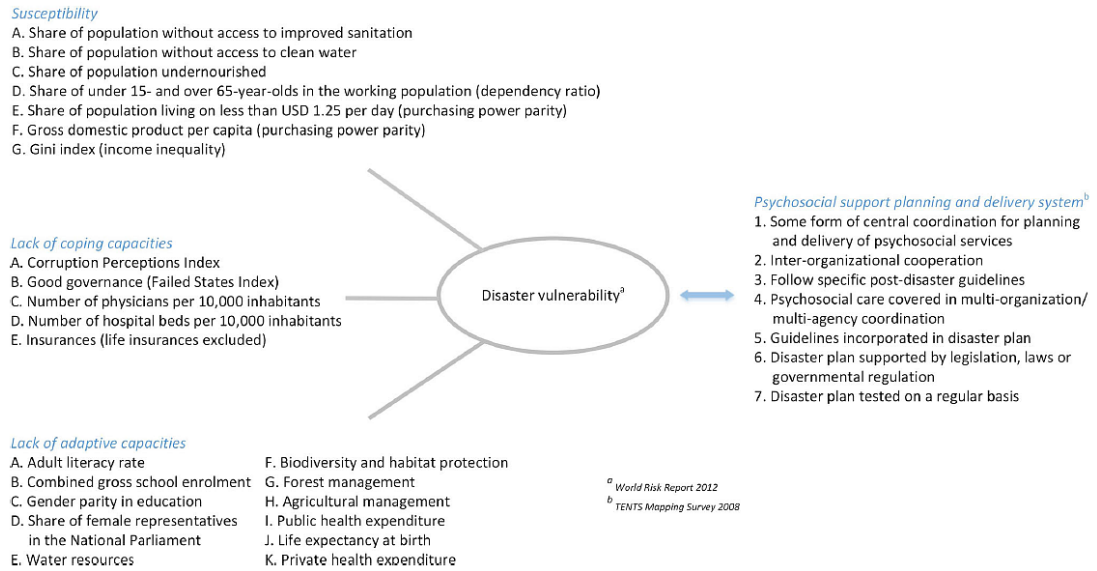 Susceptibility
A. Share of population without access to improved sanitation
B. Share of population without access to clean water
C. Share of population undernourished
D. Share of under 15- and over 65-year-olds in the working population (dependency ratio)
E. Share of population living on less than USD 1.25 per day (purchasing power parity)
F. Gross domestic product per capita (purchasing power parity)
G. Gini index (income inequality)
Lack of coping capacities
A. Corruption Perceptions Index
B. Good governance (Failed States Index)
C. Number of physicians per 10,000 inhabitants
D. Number of hospital beds per 10,000 inhabitants
E. Insurances (life insurances excluded)
Disaster vulnerability^a
Psychosocial support planning and delivery system^b
1. Some form of central coordination for planning
and delivery of psychosocial services
2. Inter-organizational cooperation
3. Follow specific post-disaster guidelines
4. Psychosocial care covered in multi-organization/
multi-agency coordination
5. Guidelines incorporated in disaster plan
6. Disaster plan supported by legislation, laws or
governmental regulation
7. Disaster plan tested on a regular basis
Lack of adaptive capacities
A. Adult literacy rate
B. Combined gross school enrolment
C. Gender parity in education
D. Share of female representatives
in the National Parliament
E. Water resources
F. Biodiversity and habitat protection
G. Forest management
H. Agricultural management
I. Public health expenditure
J. Life expectancy at birth
K. Private health expenditure
a World Risk Report 2012
b TENTS Mapping Survey 2008